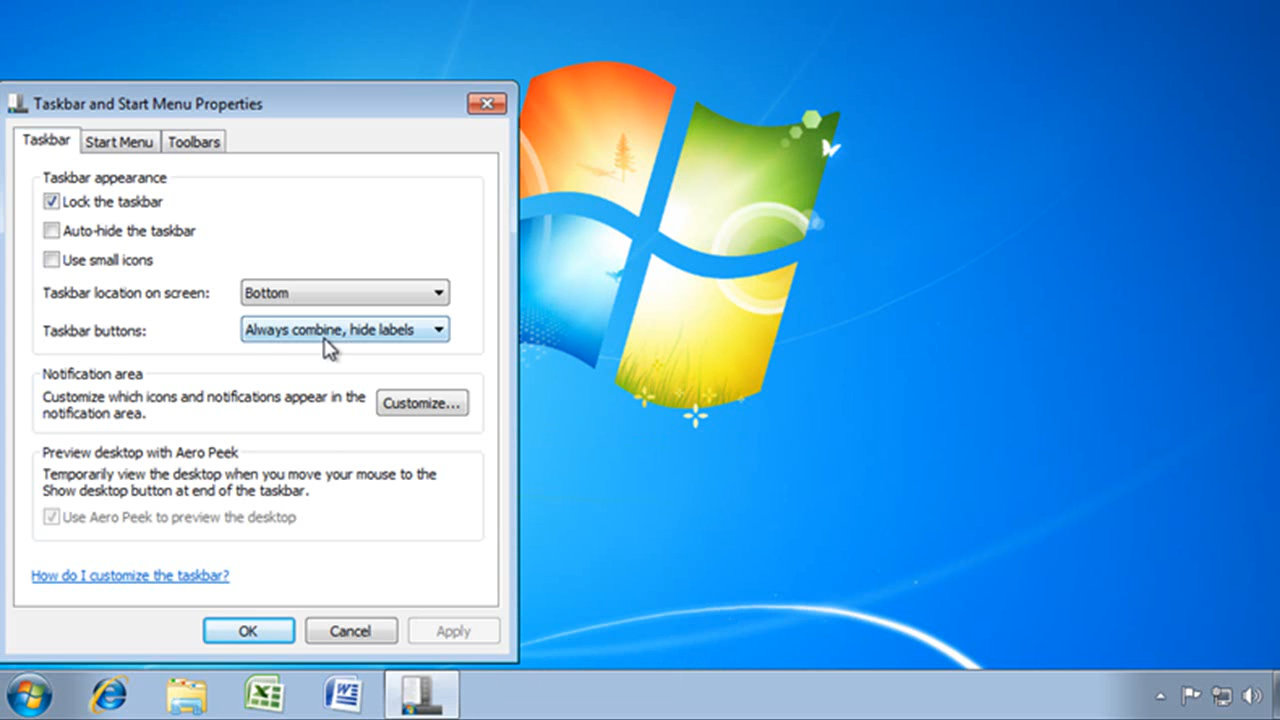 Taskbar and Start Menu Properties
Taskbar
Start Menu
Toolbars
Taskbar appearance
Lock the taskbar
Auto-hide the taskbar
Use small icons
Taskbar location on screen:
Bottom
Taskbar buttons:
Always combine, hide labels
Notification area
Customize which icons and notifications appear in the
notification area.
Customize...
Preview desktop with Aero Peek
Temporarily view the desktop when you move your mouse to the
Show desktop button at end of the taskbar.
Use Aero Peek to preview the desktop
How do I customize the taskbar?
OK
Cancel
Apply